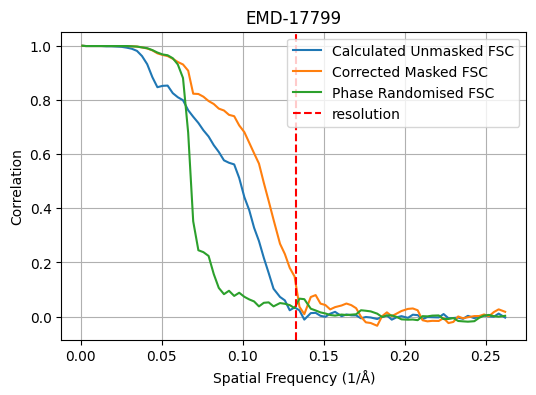 EMD-17799
Calculated Unmasked FSC
Corrected Masked FSC
Phase Randomised FSC
resolution
Correlation
1.0
0.8
0.6
0.4
0.2
0.0
0.00
0.05
0.10
0.15
0.20
0.25
Spatial Frequency (1/Å)